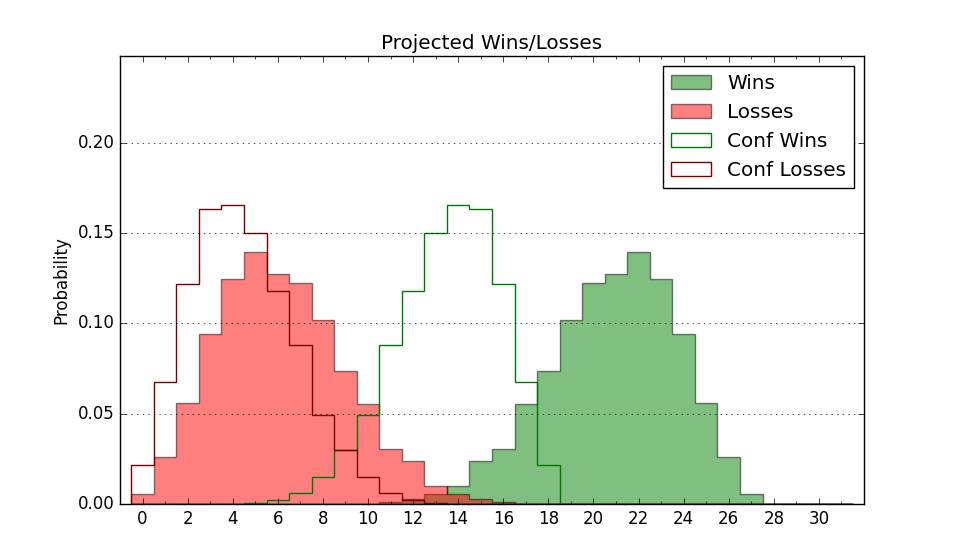 Projected Wins/Losses
Wins
Losses
Conf Wins
Conf Losses
Probability
0.20
0.15
0.10
0.05
0.00
0 2 4 6 8 10 12 14 16 18 20 22 24 26 28 30